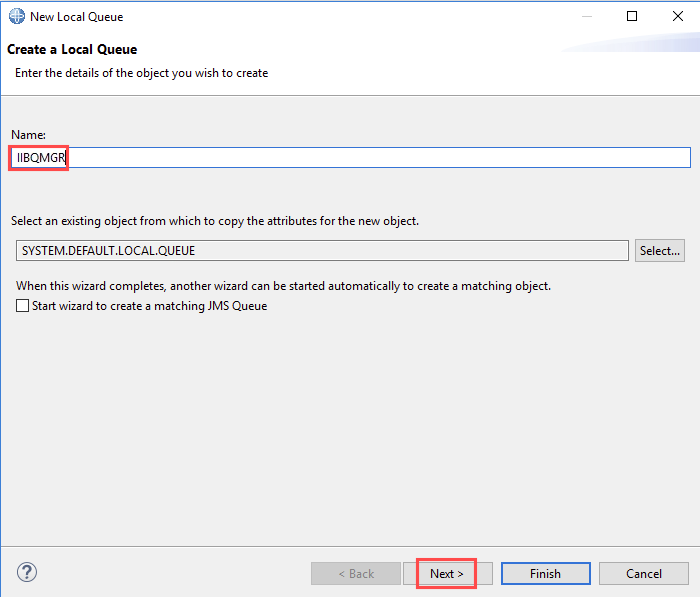 New Local Queue
Create a Local Queue
Enter the details of the object you wish to create
Name:
IIBQMGR
Select an existing object from which to copy the attributes for the new object.
SYSTEM.DEFAULT.LOCAL.QUEUE Select...
When this wizard completes, another wizard can be started automatically to create a matching object.
Start wizard to create a matching JMS Queue
? < Back Next > Finish Cancel